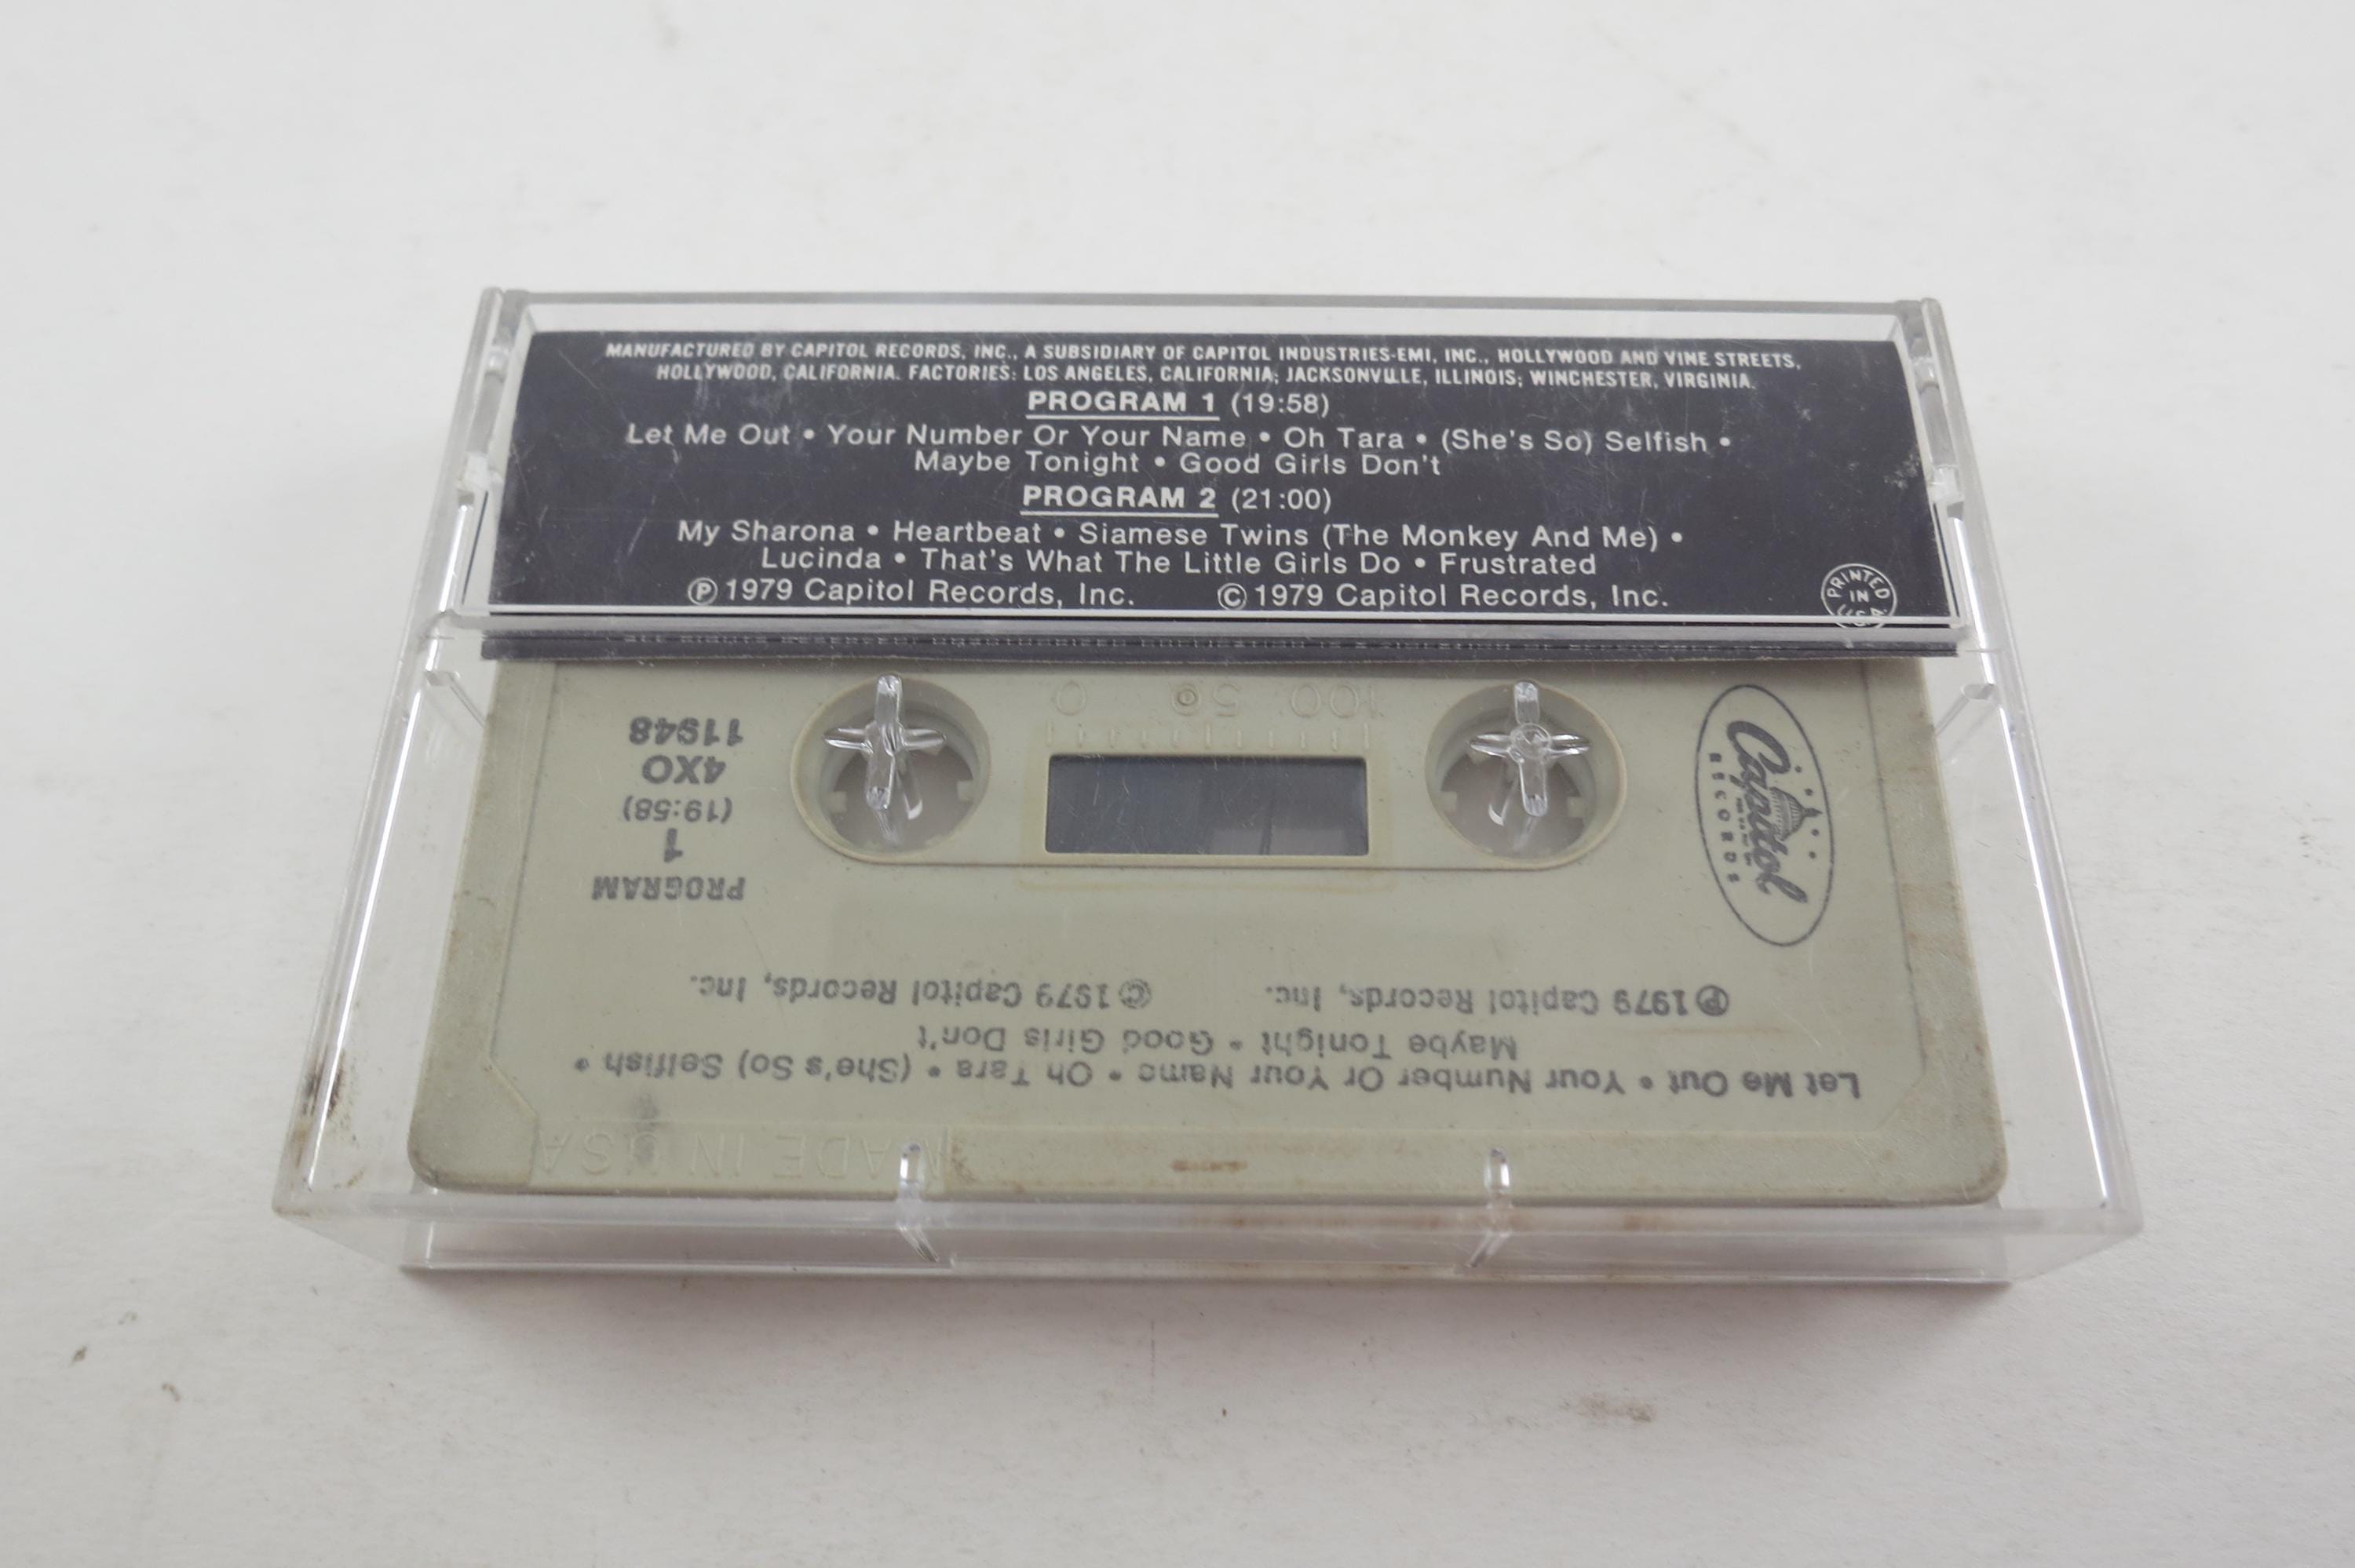 MANUFACTURED BY CAPITOL RECORDS, INC., A SUBSIDIARY OF CAPITOL INDUSTRIES-EMI, INC., HOLLYWOOD AND VINE STREETS,
HOLLYWOOD, CALIFORNIA. FACTORIES: LOS ANGELES, CALIFORNIA; JACKSONVILLE, ILLINOIS; WINCHESTER, VIRGINIA.
PROGRAM 1 (19:58)
Let Me Out • Your Number Or Your Name • Oh Tara • (She's So) Selfish •
Maybe Tonight • Good Girls Don't
PROGRAM 2 (21:00)
My Sharona • Heartbeat • Siamese Twins (The Monkey And Me) •
Lucinda • That's What The Little Girls Do • Frustrated
Ⓟ 1979 Capitol Records, Inc. © 1979 Capitol Records, Inc.
PRINTED
IN
U.S.A.
MADE IN USA
Let Me Out • Your Number Or Your Name • Oh Tara • (She's So) Selfish •
Maybe Tonight • Good Girls Don't
Ⓟ 1979 Capitol Records, Inc. © 1979 Capitol Records, Inc.
Capitol
RECORDS
PROGRAM
1
(19:58)
4XO
11948
100 50 0